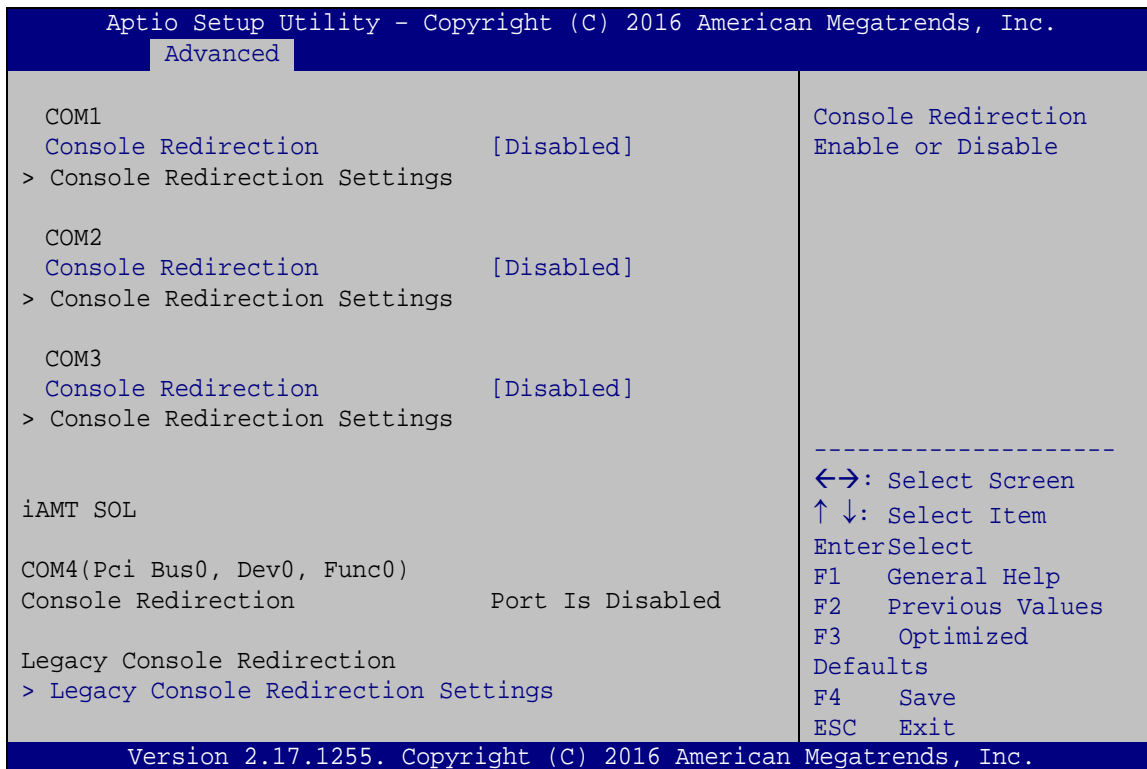 Aptio Setup Utility – Copyright (C) 2016 American Megatrends, Inc.
Advanced
COM1
Console Redirection [Disabled]
> Console Redirection Settings
COM2
Console Redirection [Disabled]
> Console Redirection Settings
COM3
Console Redirection [Disabled]
> Console Redirection Settings
iAMT SOL
COM4(Pci Bus0, Dev0, Func0)
Console Redirection Port Is Disabled
Legacy Console Redirection
> Legacy Console Redirection Settings
Console Redirection
Enable or Disable
---------------------
←→: Select Screen
↑ ↓: Select Item
EnterSelect
F1 General Help
F2 Previous Values
F3 Optimized
Defaults
F4 Save
ESC Exit
Version 2.17.1255. Copyright (C) 2016 American Megatrends, Inc.